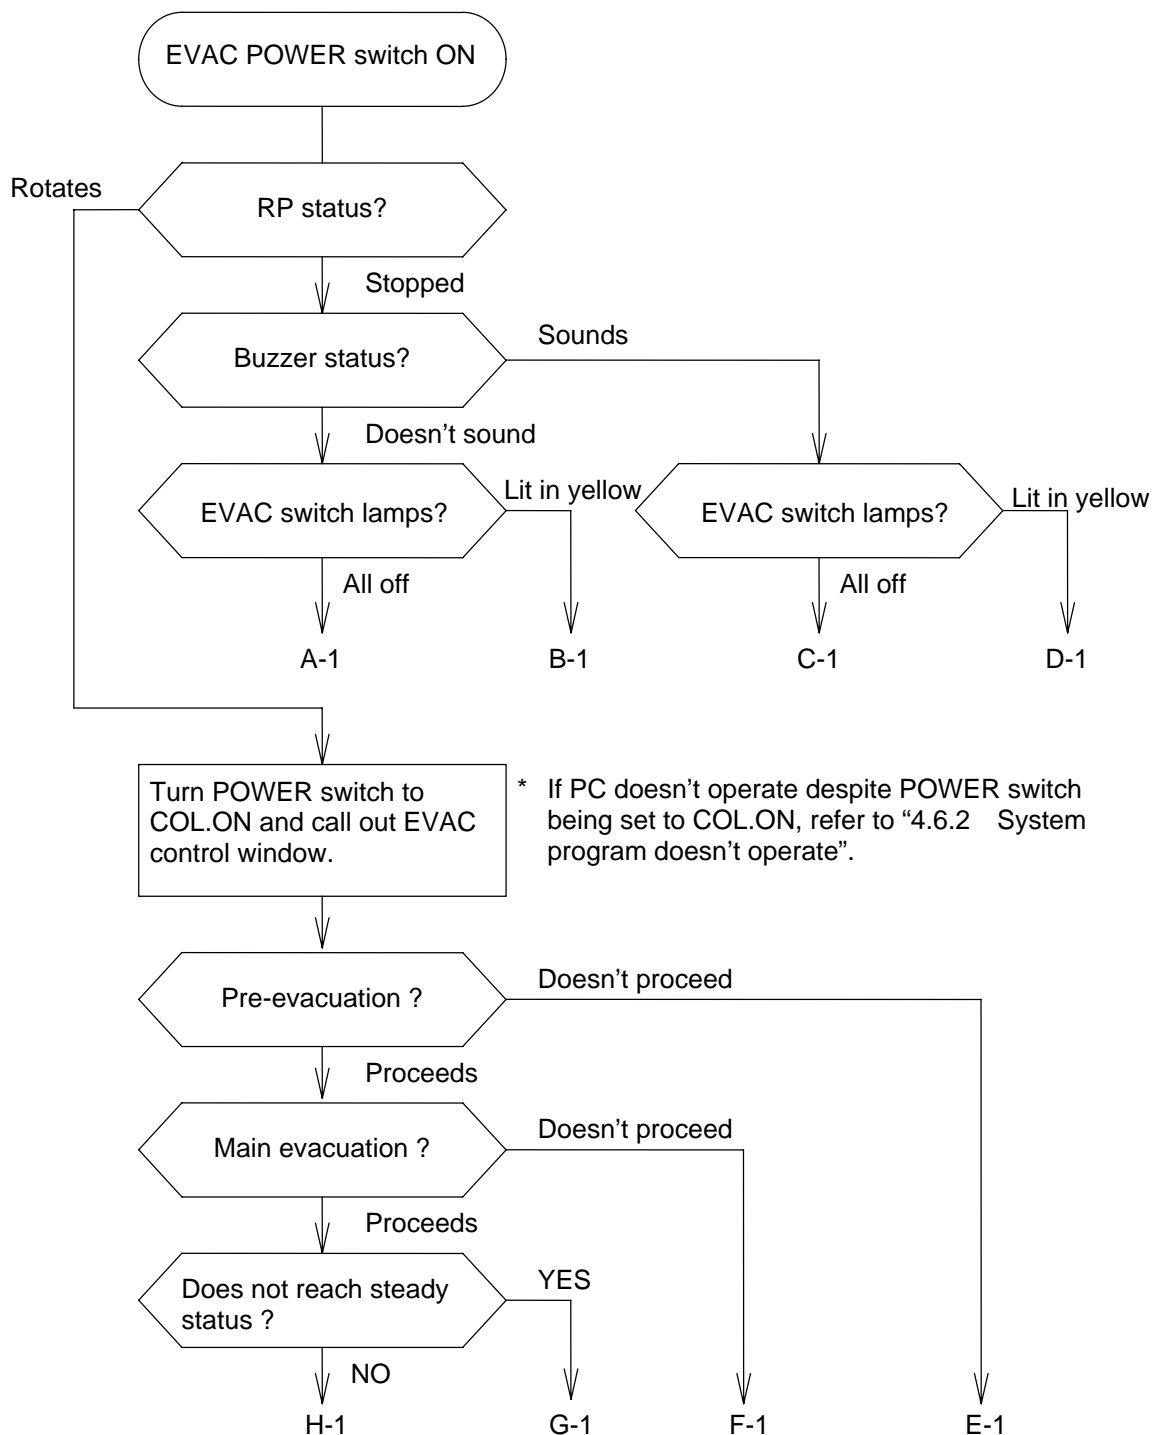 EVAC POWER switch ON
Rotates
RP status?
Stopped
Buzzer status?
Sounds
Doesn't sound
EVAC switch lamps?
Lit in yellow
EVAC switch lamps?
Lit in yellow
All off
All off
A-1
B-1
C-1
D-1
Turn POWER switch to
COL.ON and call out EVAC
control window.
* If PC doesn't operate despite POWER switch
being set to COL.ON, refer to “4.6.2 System
program doesn't operate”.
Pre-evacuation ?
Doesn't proceed
Proceeds
Main evacuation ?
Doesn't proceed
Proceeds
Does not reach steady
status ?
YES
NO
H-1
G-1
F-1
E-1